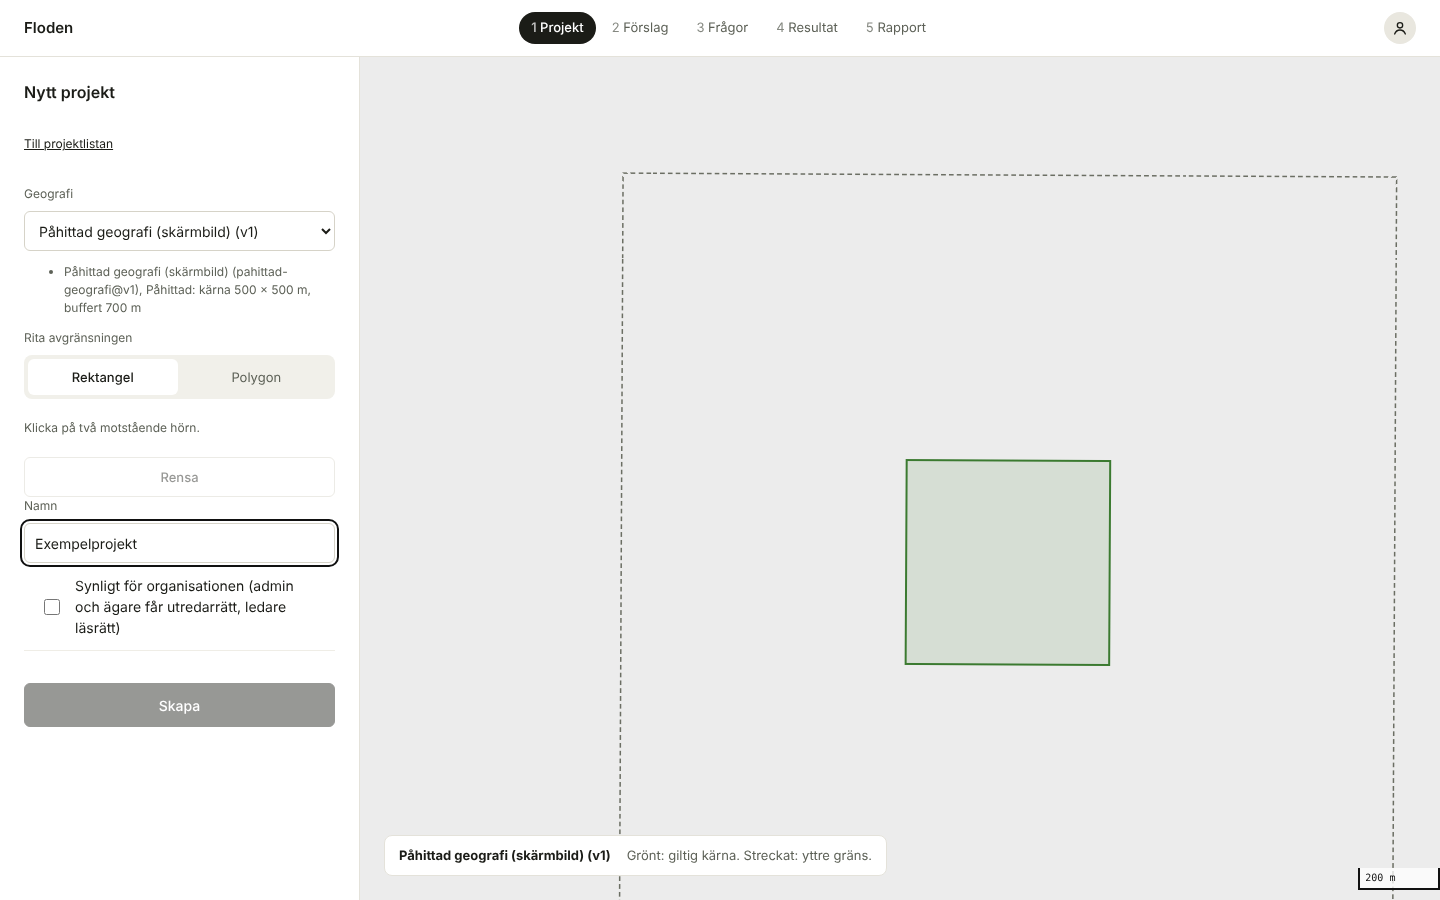 Floden
1 Projekt
2 Förslag
3 Frågor
4 Resultat
5 Rapport
Nytt projekt
Till projektlistan
Geografi
Påhittad geografi (skärmbild) (v1)
• Påhittad geografi (skärmbild) (pahittad-
geografi@v1), Påhittad: kärna 500 × 500 m,
buffert 700 m
Rita avgränsningen
Rektangel
Polygon
Klicka på två motstående hörn.
Rensa
Namn
Exempelprojekt
Synligt för organisationen (admin
och ägare får utredarrätt, ledare
läsrätt)
Skapa
Påhittad geografi (skärmbild) (v1) Grönt: giltig kärna. Streckat: yttre gräns.
200 m